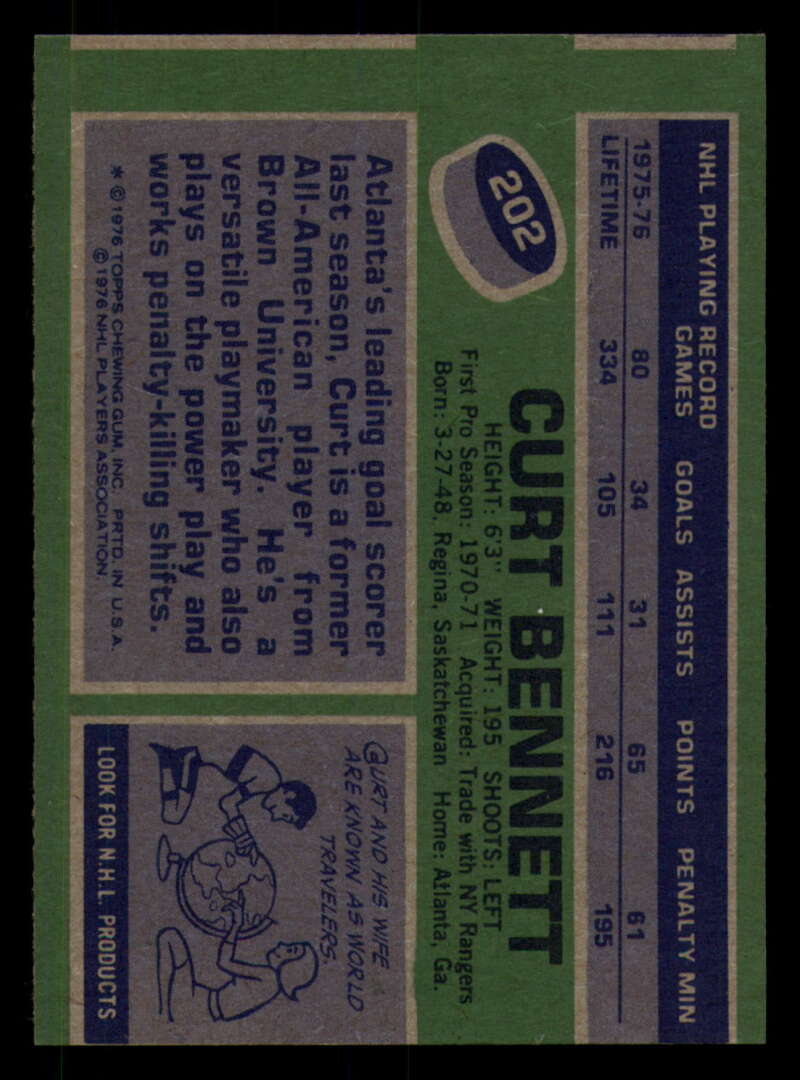 NHL PLAYING RECORD
GAMES GOALS ASSISTS POINTS PENALTY MIN
1975-76 80 34 31 65 61
LIFETIME 334 105 111 216 195
202
CURT BENNETT
HEIGHT: 6'3" WEIGHT: 195 SHOOTS: LEFT
First Pro Season: 1970-71 Acquired: Trade with NY Rangers
Born: 3-27-48, Regina, Saskatchewan Home: Atlanta, Ga.
Atlanta's leading goal scorer
last season, Curt is a former
All-American player from
Brown University. He's a
versatile playmaker who also
plays on the power play and
works penalty-killing shifts.
* © 1976 TOPPS CHEWING GUM, INC. PRTD. IN U.S.A.
© 1976 NHL PLAYERS ASSOCIATION
CURT AND HIS WIFE
ARE KNOWN AS WORLD
TRAVELERS.
LOOK FOR N.H.L. PRODUCTS